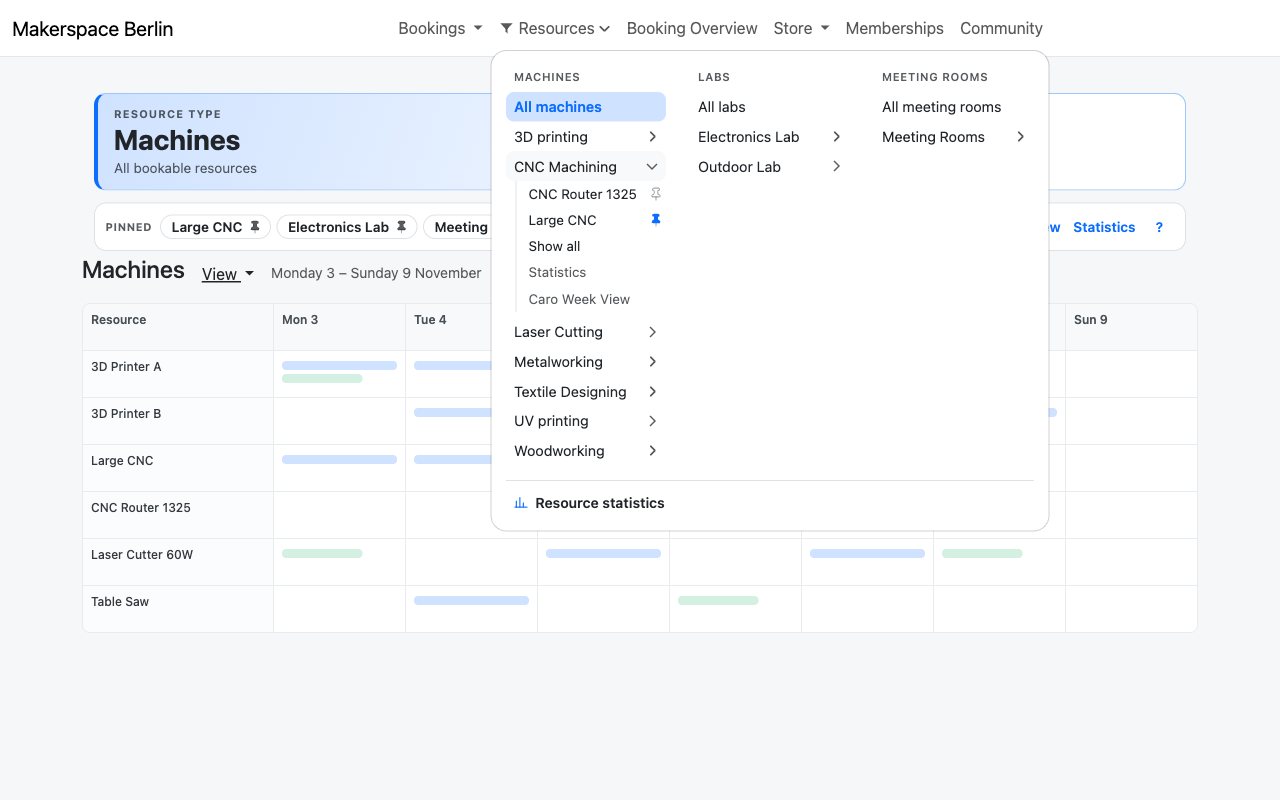 Makerspace Berlin
Bookings
Resources
Booking Overview
Store
Memberships
Community
MACHINES
All machines
3D printing
CNC Machining
CNC Router 1325
Large CNC
Show all
Statistics
Caro Week View
Laser Cutting
Metalworking
Textile Designing
UV printing
Woodworking
LABS
All labs
Electronics Lab
Outdoor Lab
MEETING ROOMS
All meeting rooms
Meeting Rooms
Resource statistics
RESOURCE TYPE
Machines
All bookable resources
PINNED Large CNC Electronics Lab Meeting
Statistics ?
Machines View Monday 3 – Sunday 9 November
Resource Mon 3 Tue 4 Sun 9
3D Printer A
3D Printer B
Large CNC
CNC Router 1325
Laser Cutter 60W
Table Saw